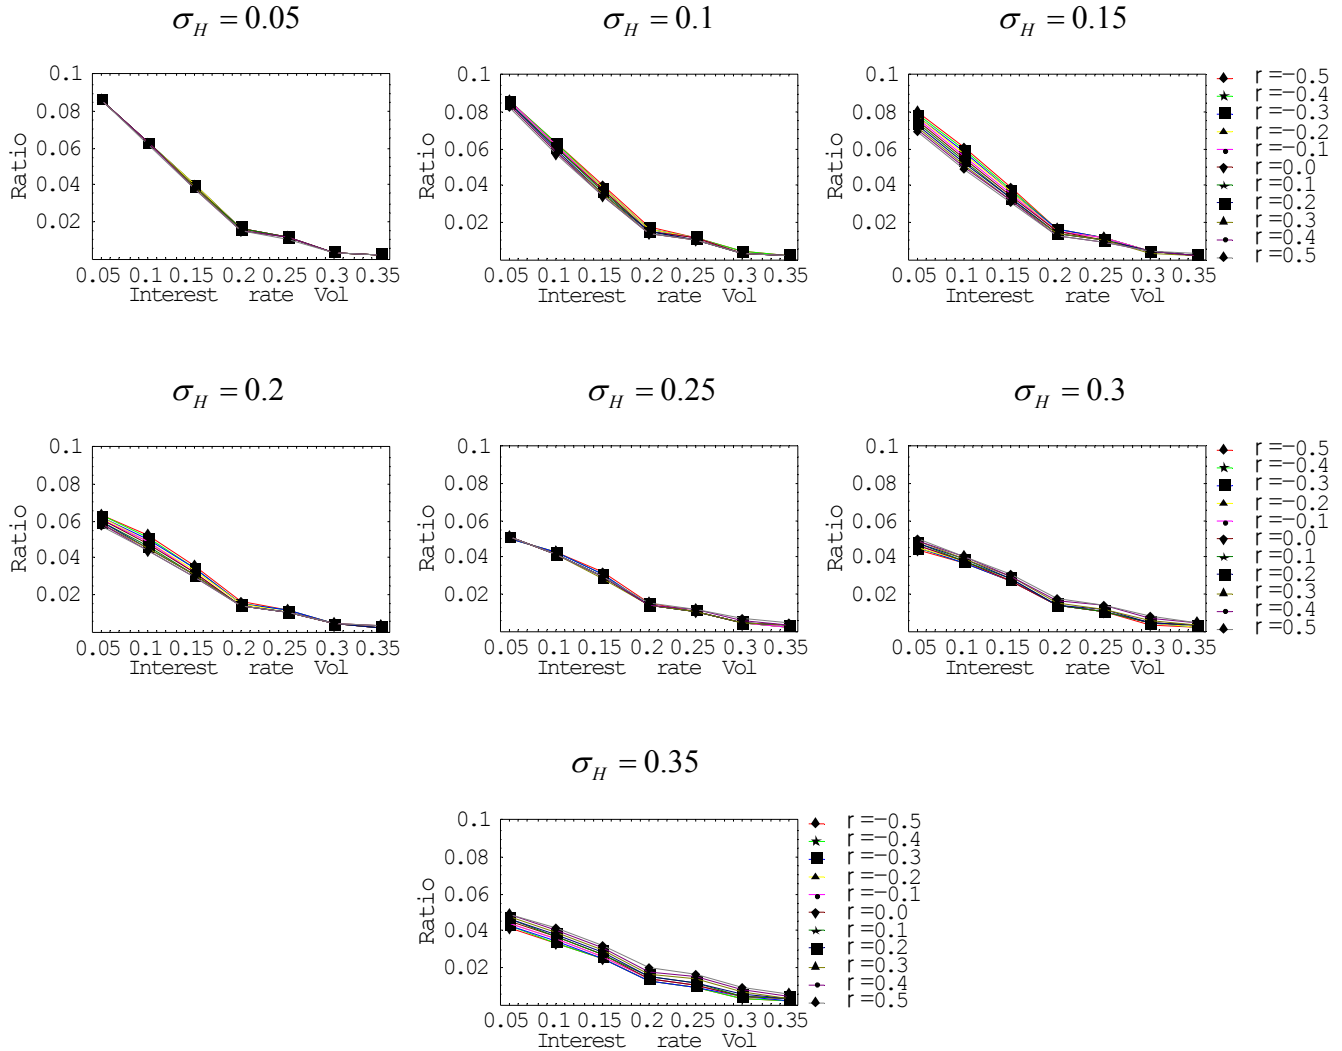 σ_H = 0.05
σ_H = 0.1
σ_H = 0.15
0.1
0.08
0.06
0.04
0.02
Ratio
0.05 0.1 0.15 0.2 0.25 0.3 0.35
Interest rate Vol
0.1
0.08
0.06
0.04
0.02
Ratio
0.05 0.1 0.15 0.2 0.25 0.3 0.35
Interest rate Vol
0.1
0.08
0.06
0.04
0.02
Ratio
0.05 0.1 0.15 0.2 0.25 0.3 0.35
Interest rate Vol
r=-0.5
r=-0.4
r=-0.3
r=-0.2
r=-0.1
r=0.0
r=0.1
r=0.2
r=0.3
r=0.4
r=0.5
σ_H = 0.2
σ_H = 0.25
σ_H = 0.3
0.1
0.08
0.06
0.04
0.02
Ratio
0.05 0.1 0.15 0.2 0.25 0.3 0.35
Interest rate Vol
0.1
0.08
0.06
0.04
0.02
Ratio
0.05 0.1 0.15 0.2 0.25 0.3 0.35
Interest rate Vol
0.1
0.08
0.06
0.04
0.02
Ratio
0.05 0.1 0.15 0.2 0.25 0.3 0.35
Interest rate Vol
r=-0.5
r=-0.4
r=-0.3
r=-0.2
r=-0.1
r=0.0
r=0.1
r=0.2
r=0.3
r=0.4
r=0.5
σ_H = 0.35
0.1
0.08
0.06
0.04
0.02
Ratio
0.05 0.1 0.15 0.2 0.25 0.3 0.35
Interest rate Vol
r=-0.5
r=-0.4
r=-0.3
r=-0.2
r=-0.1
r=0.0
r=0.1
r=0.2
r=0.3
r=0.4
r=0.5